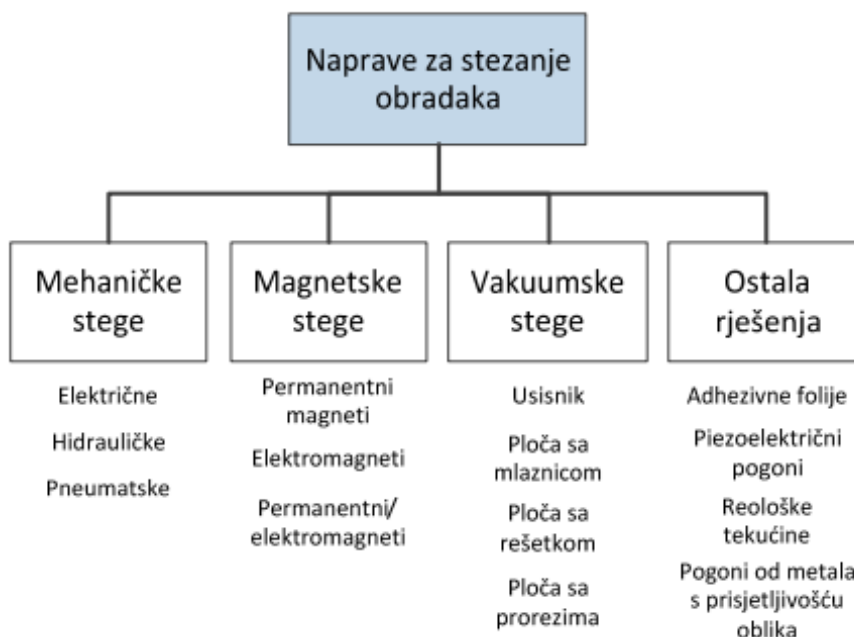 Naprave za stezanje
obradaka
Mehaničke
stege
Magnetske
stege
Vakuumske
stege
Ostala
rješenja
Električne
Hidrauličke
Pneumatske
Permanentni
magneti
Elektromagneti
Permanentni/
elektromagneti
Usisnik
Ploča sa
mlaznicom
Ploča sa
rešetkom
Ploča sa
prorezima
Adhezivne folije
Piezoelektrični
pogoni
Reološke
tekućine
Pogoni od metala
s prisjetljivošću
oblika